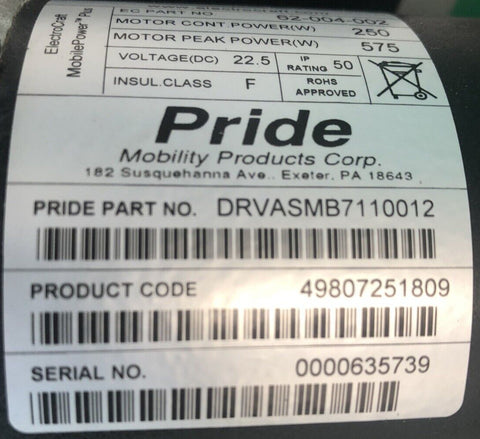 ElectroCraft
MobilePower™ Plus
EC PART NO 62-004-002
MOTOR CONT POWER(W) 250
MOTOR PEAK POWER(W) 575
VOLTAGE(DC) 22.5 IP RATING 50
INSUL.CLASS F ROHS APPROVED
Pride
Mobility Products Corp.
182 Susquehanna Ave., Exeter, PA 18643
PRIDE PART NO. DRVASMB7110012
PRODUCT CODE 49807251809
SERIAL NO. 0000635739